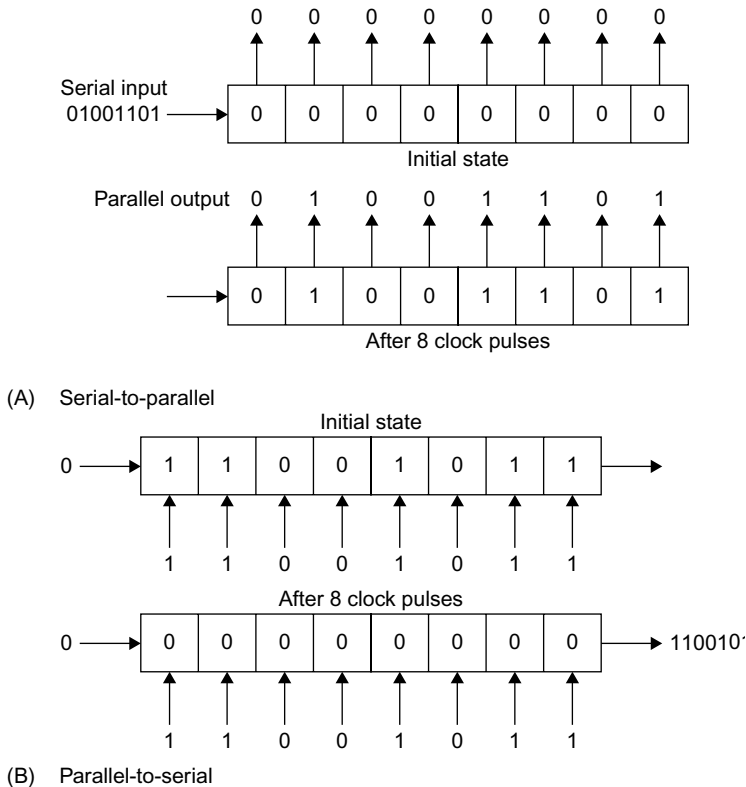 0 0 0 0 0 0 0 0
Serial input
01001101
0 0 0 0 0 0 0 0
Initial state
Parallel output 0 1 0 0 1 1 0 1
0 1 0 0 1 1 0 1
After 8 clock pulses
(A) Serial-to-parallel
Initial state
0 1 1 0 0 1 0 1 1
1 1 0 0 1 0 1 1
After 8 clock pulses
0 0 0 0 0 0 0 0 0 1100101
1 1 0 0 1 0 1 1
(B) Parallel-to-serial